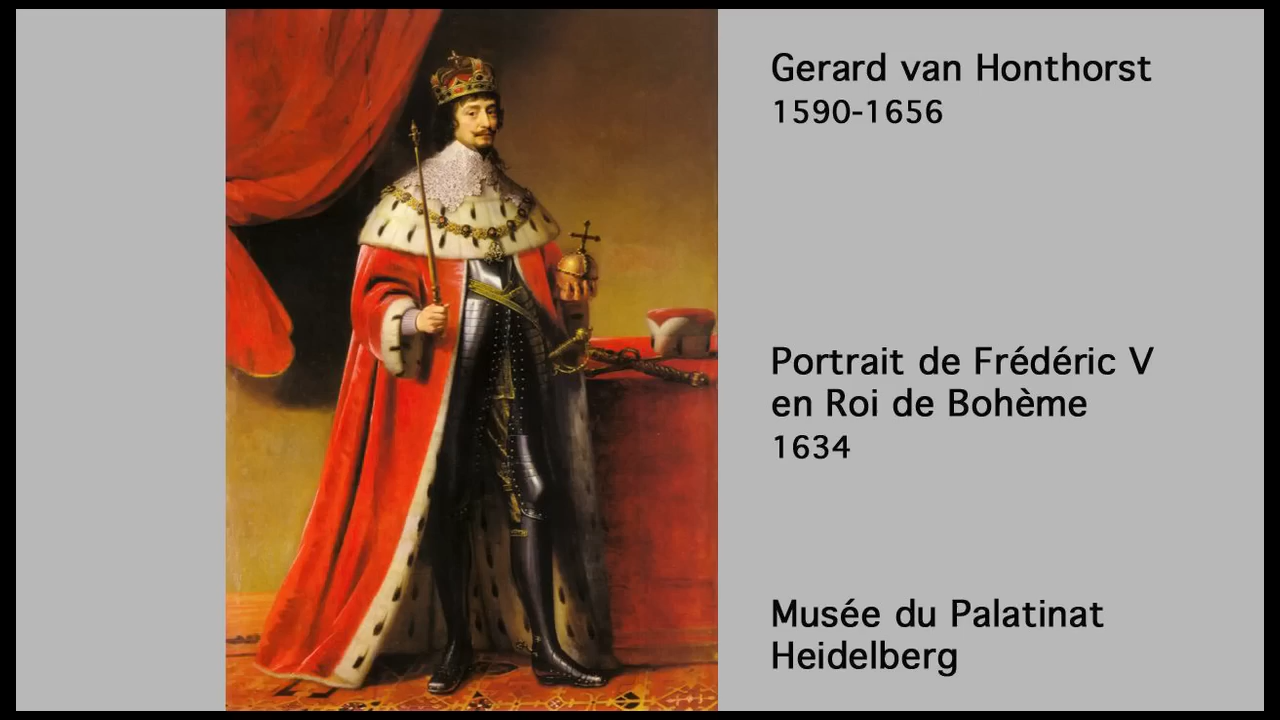 Gerard van Honthorst
1590-1656
Portrait de Frédéric V
en Roi de Bohème
1634
Musée du Palatinat
Heidelberg